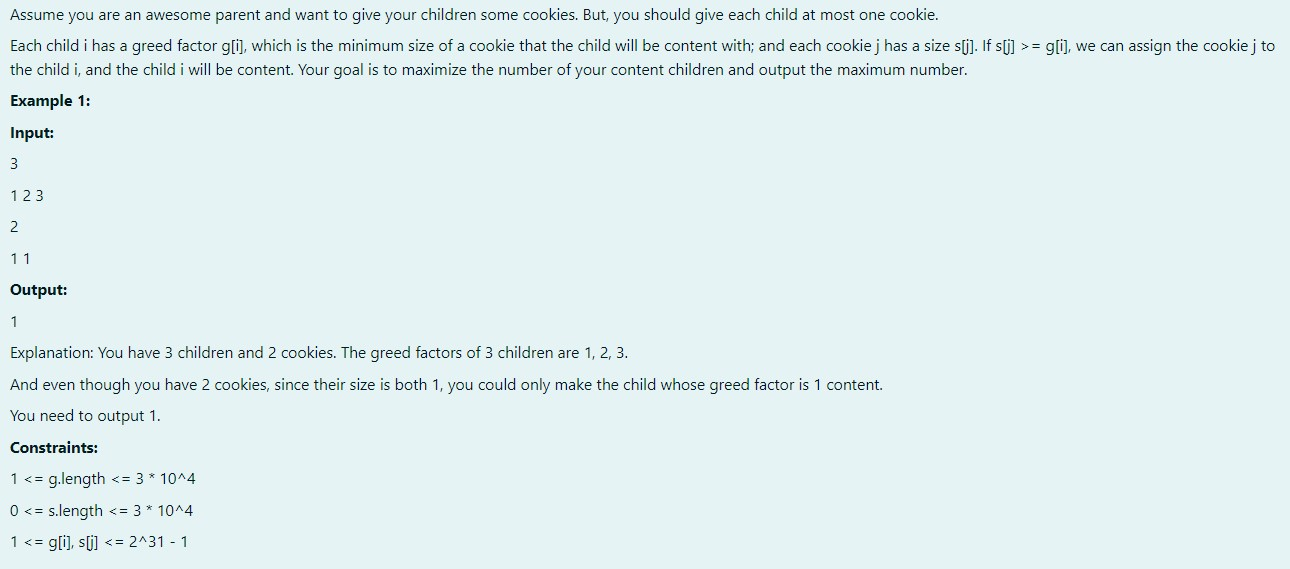 Assume you are an awesome parent and want to give your children some cookies. But, you should give each child at most one cookie.
Each child i has a greed factor g[i], which is the minimum size of a cookie that the child will be content with; and each cookie j has a size s[j]. If s[j] >= g[i], we can assign the cookie j to
the child i, and the child i will be content. Your goal is to maximize the number of your content children and output the maximum number.
Example 1:
Input:
3
1 2 3
2
1 1
Output:
1
Explanation: You have 3 children and 2 cookies. The greed factors of 3 children are 1, 2, 3.
And even though you have 2 cookies, since their size is both 1, you could only make the child whose greed factor is 1 content.
You need to output 1.
Constraints:
1 <= g.length <= 3 * 10^4
0 <= s.length <= 3 * 10^4
1 <= g[i], s[j] <= 2^31 - 1